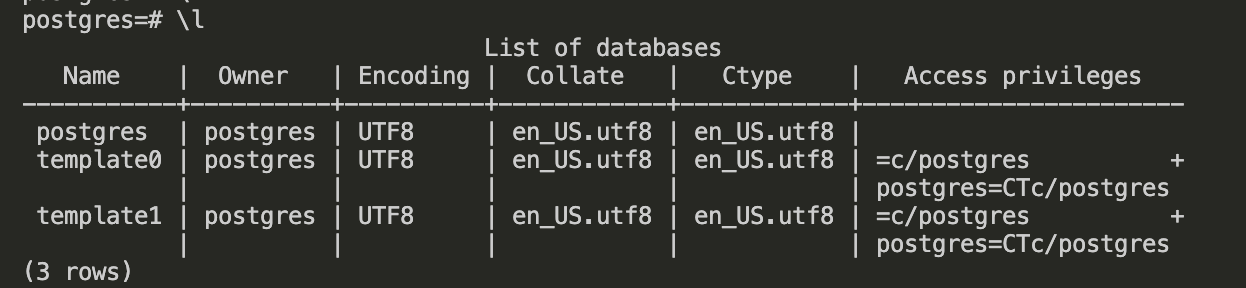 postgres=# \l
List of databases
Name | Owner | Encoding | Collate | Ctype | Access privileges
-----------+----------+----------+------------+------------+-----------------------
postgres | postgres | UTF8 | en_US.utf8 | en_US.utf8 |
template0 | postgres | UTF8 | en_US.utf8 | en_US.utf8 | =c/postgres +
| | | | | postgres=CTc/postgres
template1 | postgres | UTF8 | en_US.utf8 | en_US.utf8 | =c/postgres +
| | | | | postgres=CTc/postgres
(3 rows)